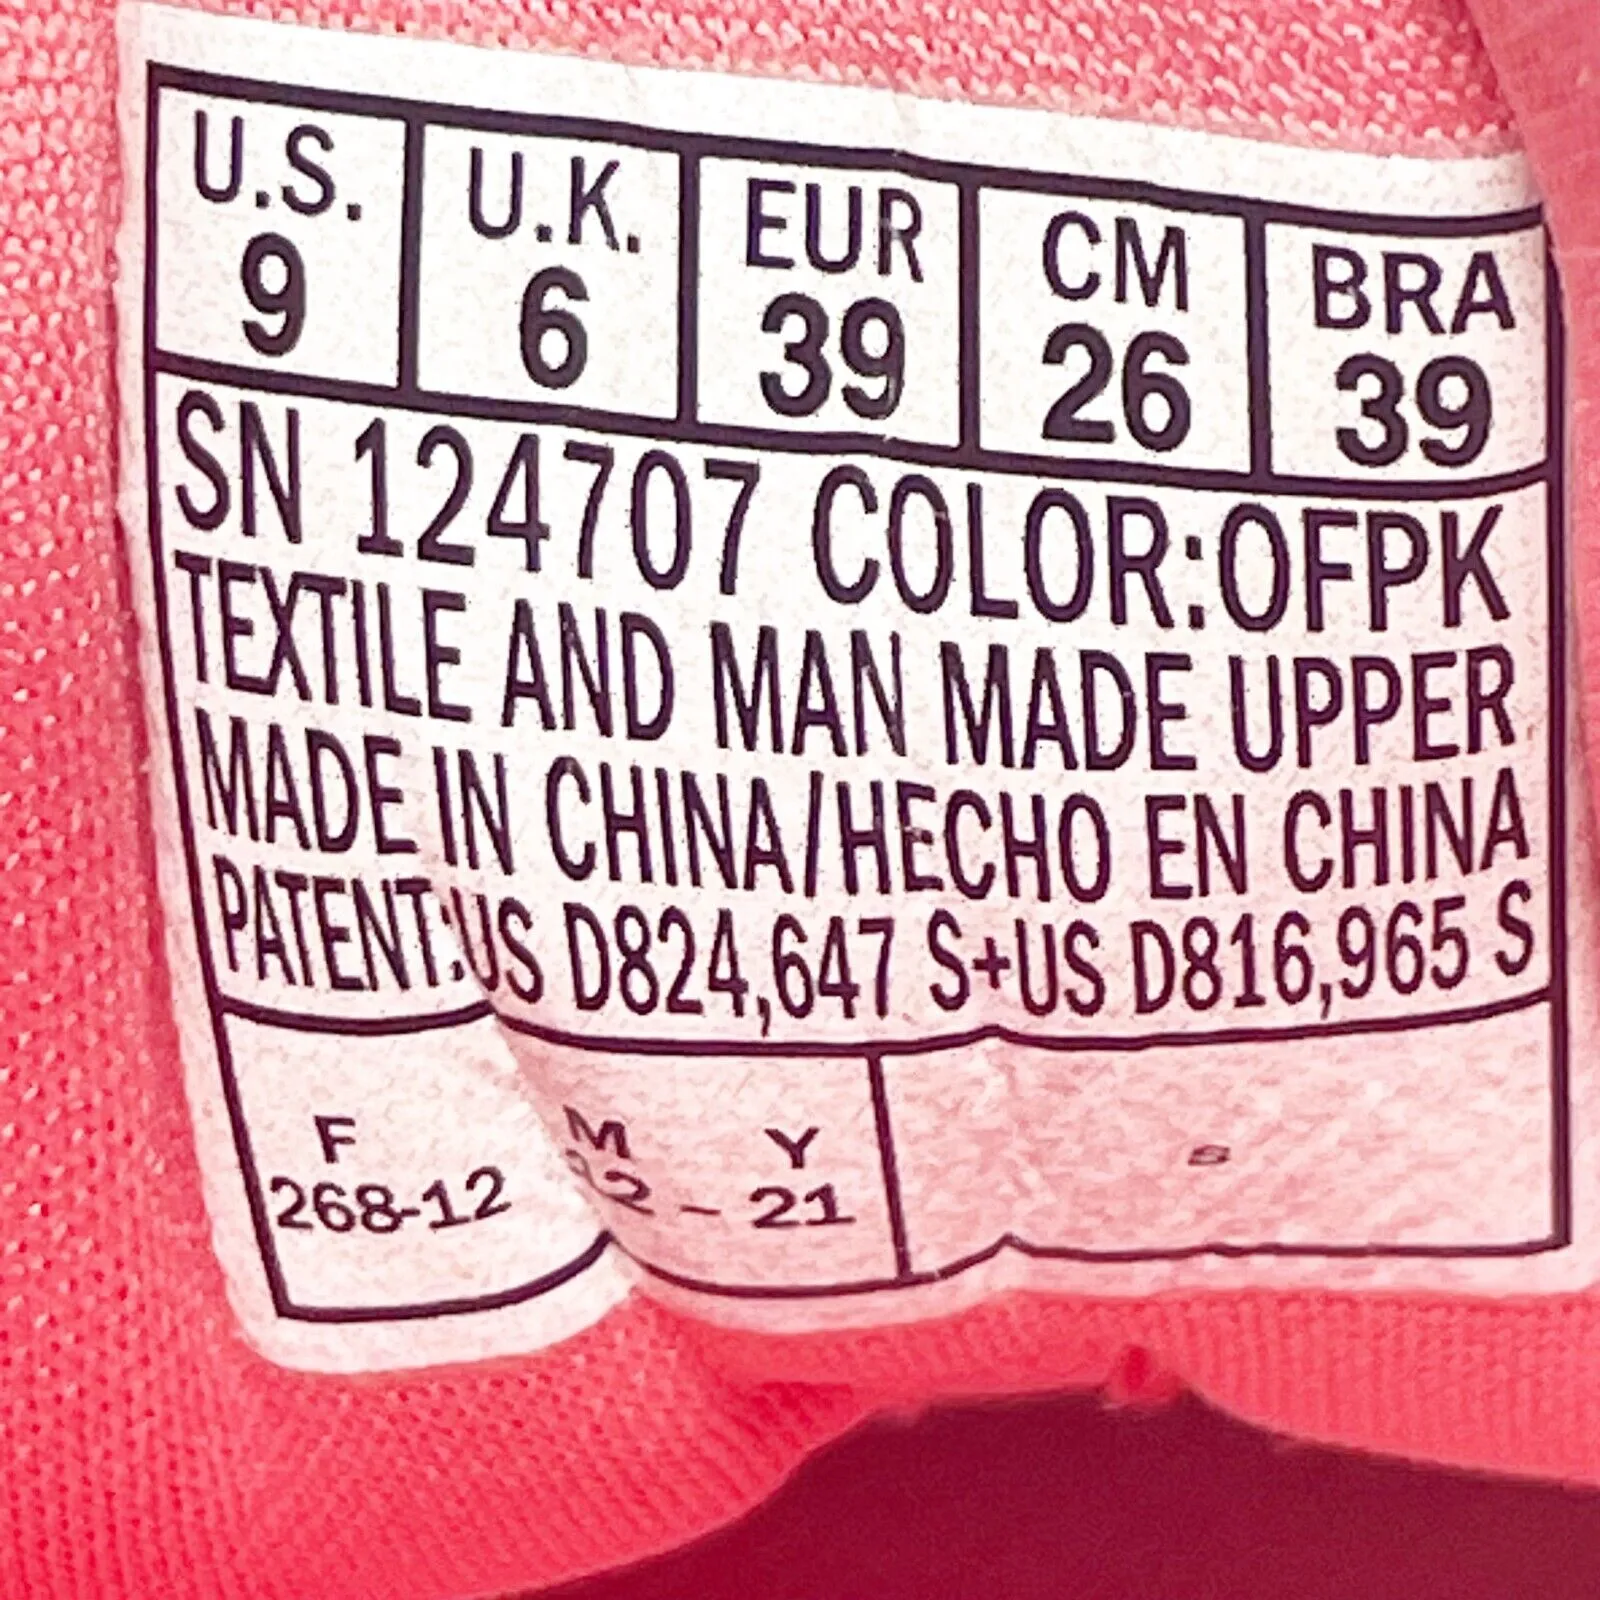 U.S. U.K. EUR CM BRA
9 6 39 26 39
SN 124707 COLOR:OFPK
TEXTILE AND MAN MADE UPPER
MADE IN CHINA/HECHO EN CHINA
PATENT:US D824,647 S+US D816,965 S
F M Y
268-12 - 21
S